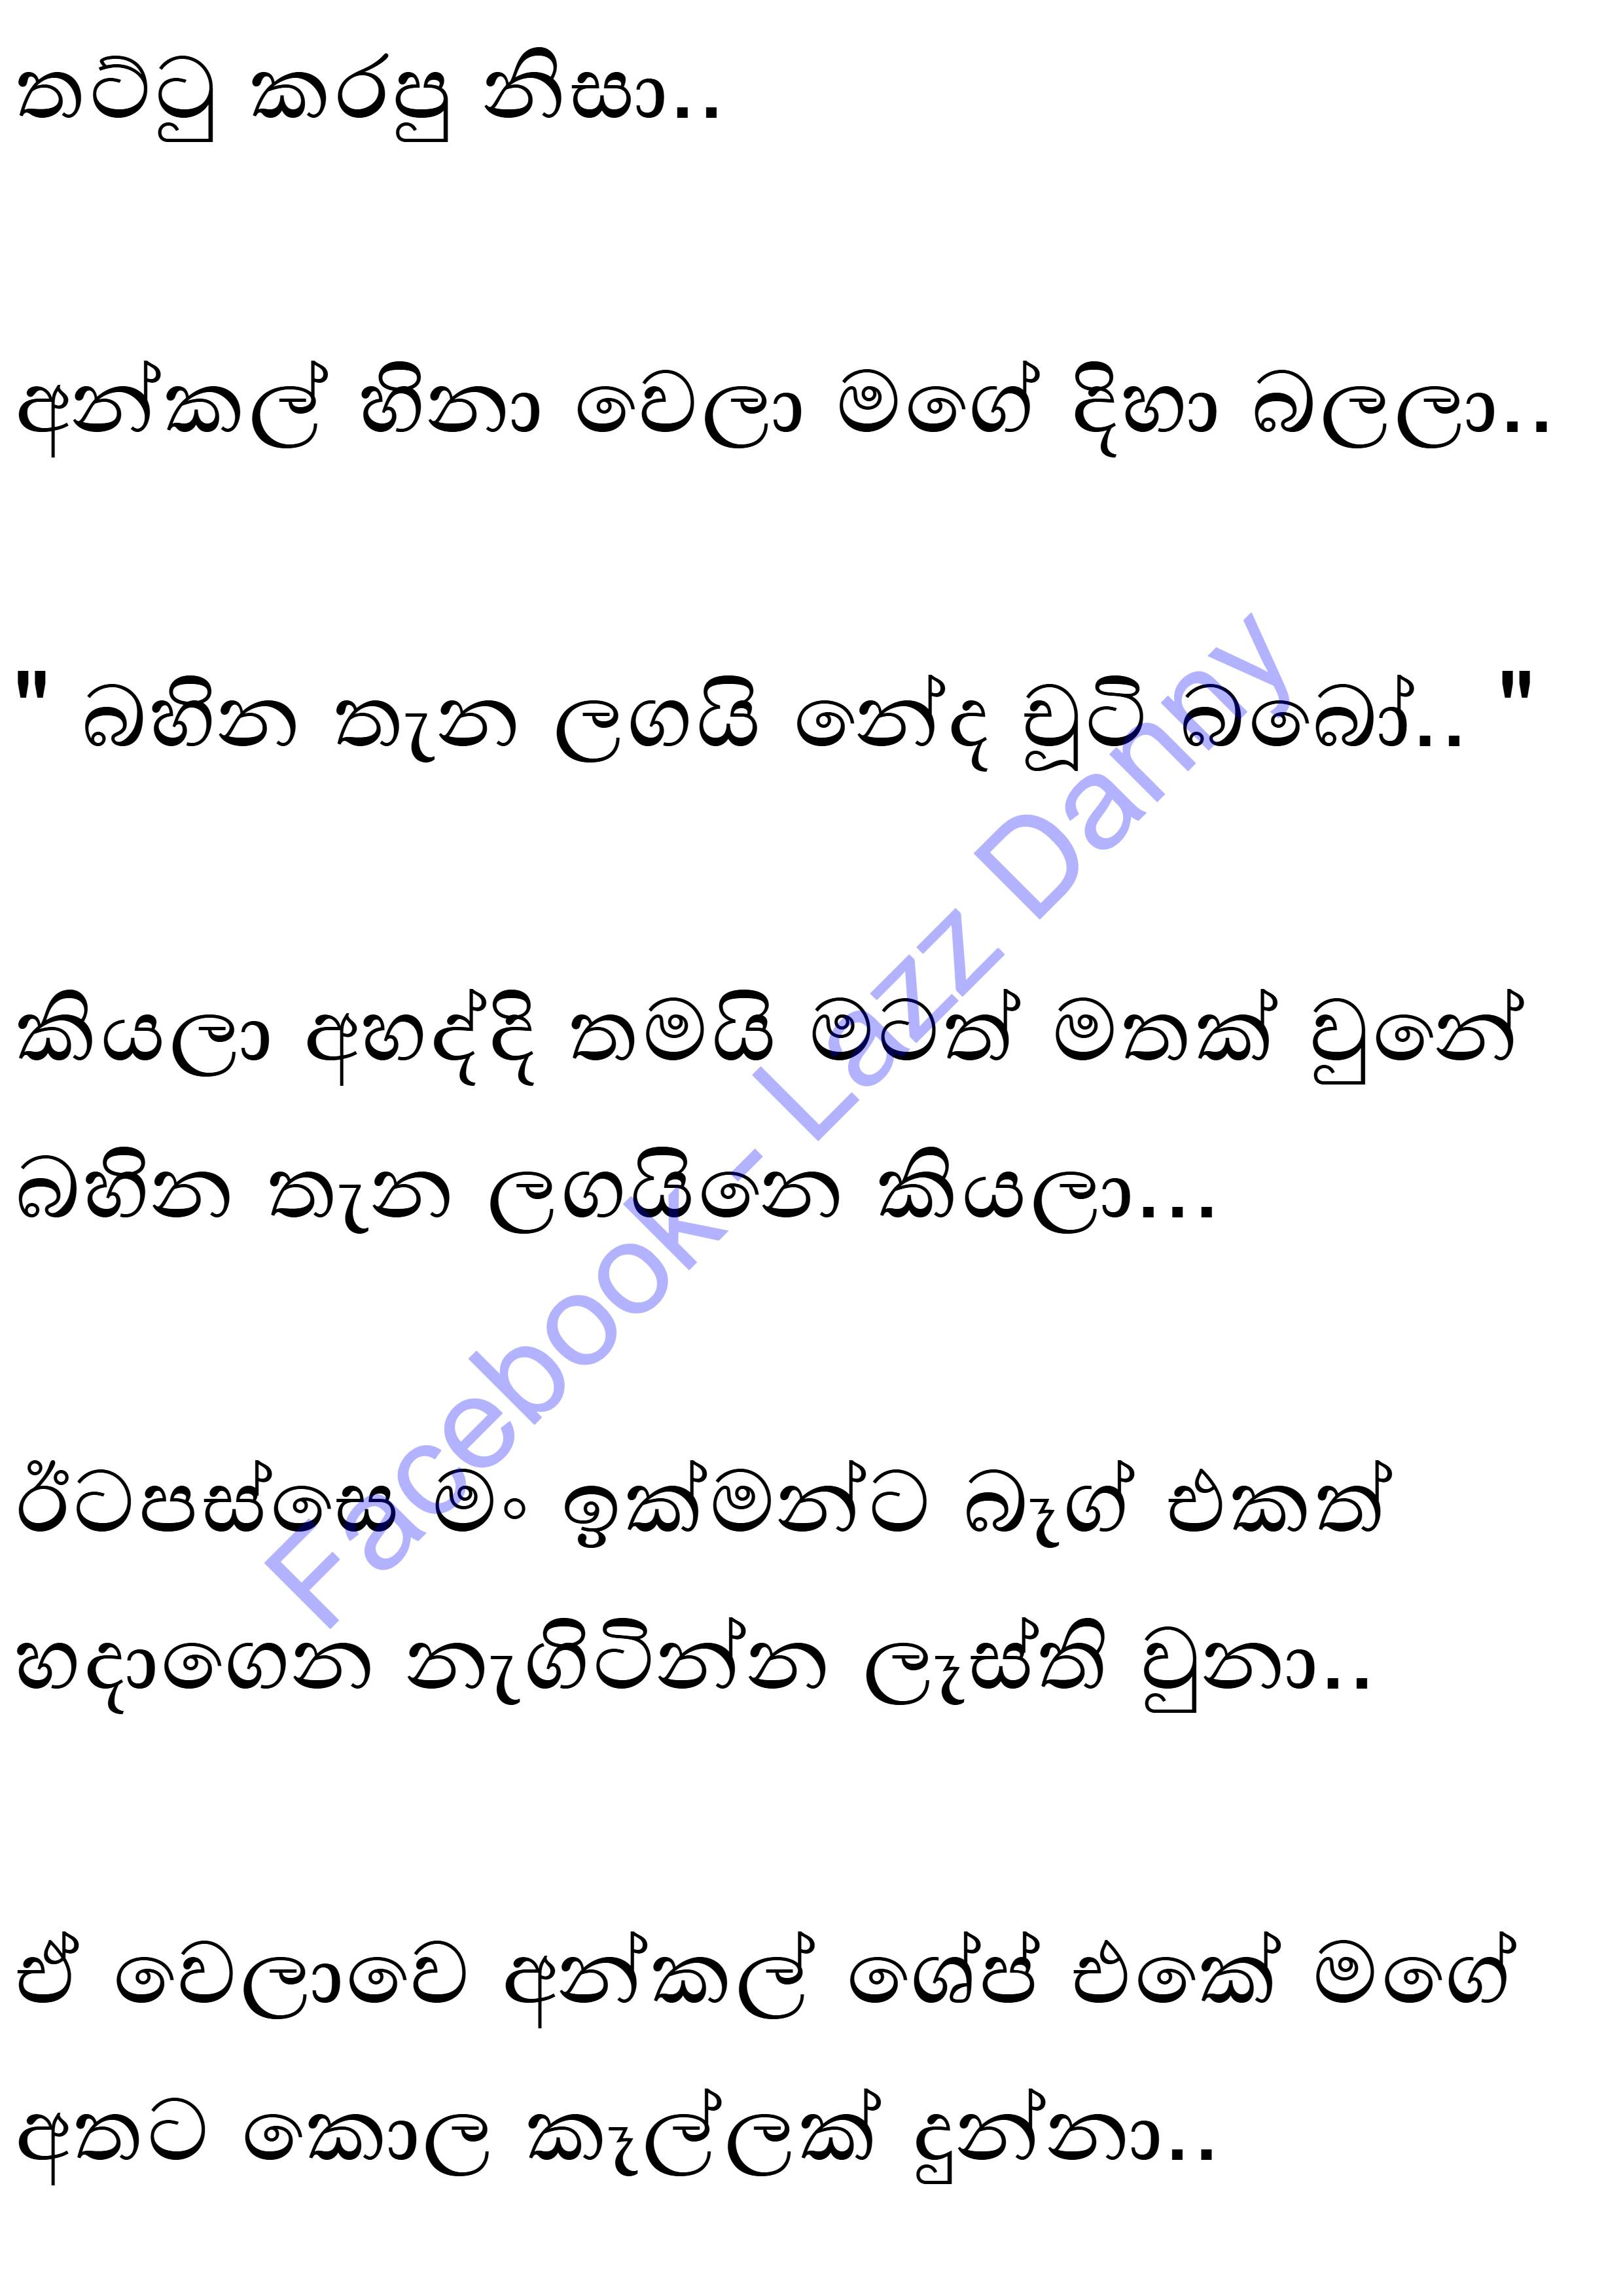 තට්ටු කරපු නිසා..
අන්කල් හිනා වෙලා මගේ දිහා බලලා..
" බහින තැන ලගයි නේද චූටි බබෝ.. "
කියලා අහද්දි තමයි මටත් මතක් වුනේ
බහින තැන ලගයිනෙ කියලා...
ඊටපස්සෙ මං ඉක්මන්ට බෑග් එකත්
හදාගෙන නැගිටින්න ලෑස්ති වුනා..
ඒ වෙලාවෙ අන්කල් ශේප් එකේ මගේ
අතට කොල කෑල්ලක් දුන්නා..
Facebook - Lazz Danny